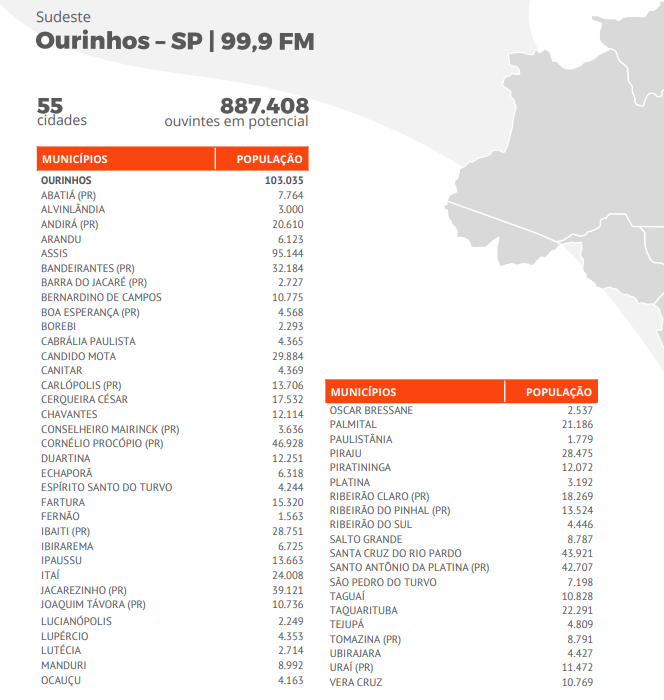 Sudeste
Ourinhos – SP | 99,9 FM
55 887.408
cidades ouvintes em potencial
MUNICÍPIOS POPULAÇÃO
OURINHOS 103.035
ABATIÁ (PR) 7.764
ALVINLÂNDIA 3.000
ANDIRÁ (PR) 20.610
ARANDU 6.123
ASSIS 95.144
BANDEIRANTES (PR) 32.184
BARRA DO JACARÉ (PR) 2.727
BERNARDINO DE CAMPOS 10.775
BOA ESPERANÇA (PR) 4.568
BOREBI 2.293
CABRÁLIA PAULISTA 4.365
CANDIDO MOTA 29.884
CANITAR 4.369
CARLÓPOLIS (PR) 13.706
CERQUEIRA CÉSAR 17.532
CHAVANTES 12.114
CONSELHEIRO MAIRINCK (PR) 3.636
CORNÉLIO PROCÓPIO (PR) 46.928
DUARTINA 12.251
ECHAPORÃ 6.318
ESPÍRITO SANTO DO TURVO 4.244
FARTURA 15.320
FERNÃO 1.563
IBAITI (PR) 28.751
IBIRAREMA 6.725
IPAUSSU 13.663
ITAÍ 24.008
JACAREZINHO (PR) 39.121
JOAQUIM TÁVORA (PR) 10.736
LUCIANÓPOLIS 2.249
LUPÉRCIO 4.353
LUTÉCIA 2.714
MANDURI 8.992
OCAUÇU 4.163
MUNICÍPIOS POPULAÇÃO
OSCAR BRESSANE 2.537
PALMITAL 21.186
PAULISTÂNIA 1.779
PIRAJU 28.475
PIRATININGA 12.072
PLATINA 3.192
RIBEIRÃO CLARO (PR) 18.269
RIBEIRÃO DO PINHAL (PR) 13.524
RIBEIRÃO DO SUL 4.446
SALTO GRANDE 8.787
SANTA CRUZ DO RIO PARDO 43.921
SANTO ANTÔNIO DA PLATINA (PR) 42.707
SÃO PEDRO DO TURVO 7.198
TAGUAÍ 10.828
TAQUARITUBA 22.291
TEJUPÁ 4.809
TOMAZINA (PR) 8.791
UBIRAJARA 4.427
URAÍ (PR) 11.472
VERA CRUZ 10.769